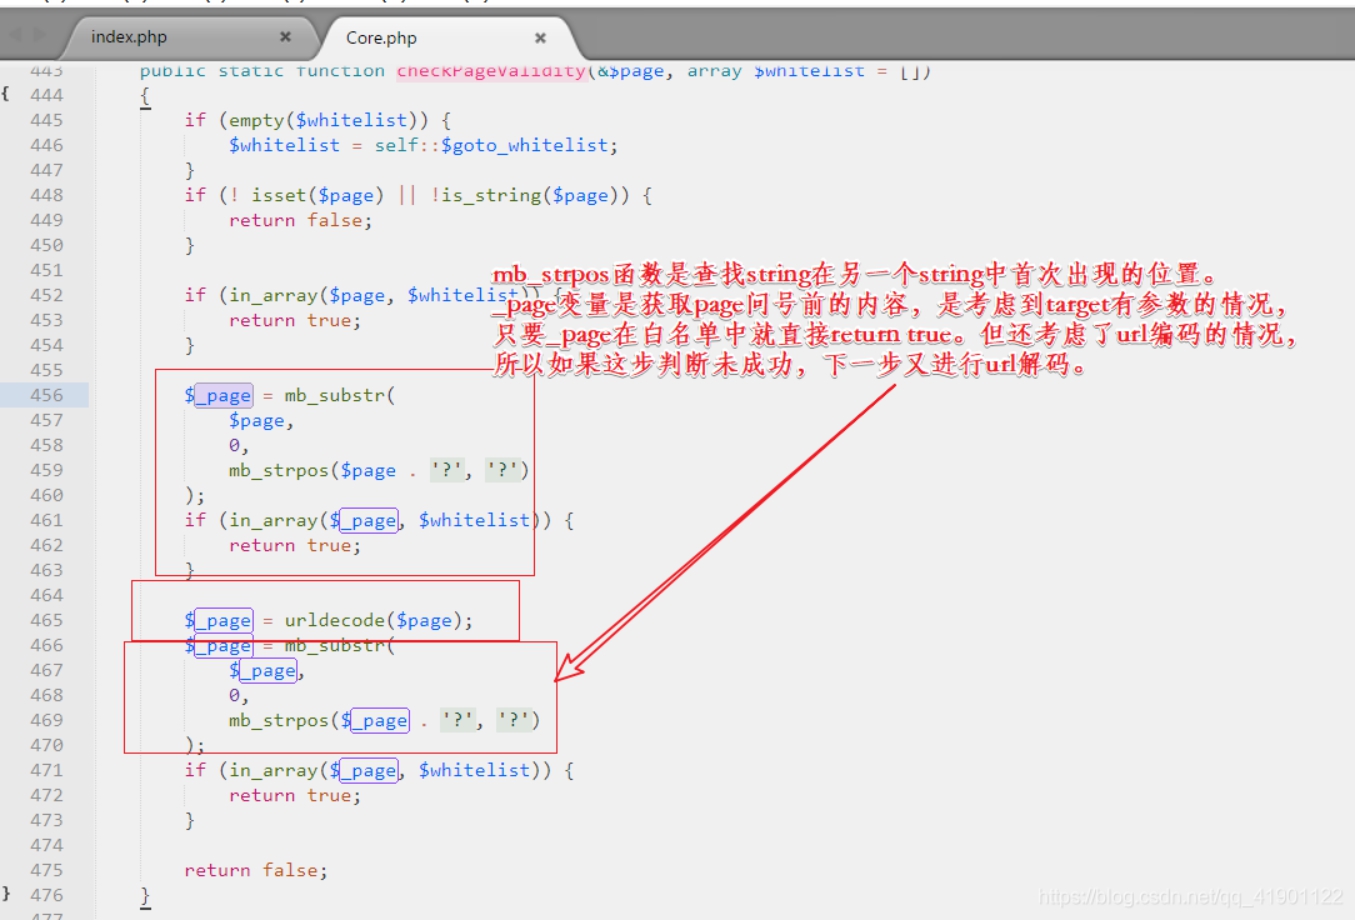 index.php
Core.php
443 public static function checkPageValidity(&$page, array $whitelist = [])
{ 444 {
445 if (empty($whitelist)) {
446 $whitelist = self::$goto_whitelist;
447 }
448 if (! isset($page) || !is_string($page)) {
449 return false;
450 }
451
mb_strpos函数是查找string在另一个string中首次出现的位置。
452 if (in_array($page, $whitelist)) {
_page变量是获取page问号前的内容，是考虑到target有参数的情况，
453 return true;
只要_page在白名单中就直接return true。但还考虑了url编码的情况，
454 }
所以如果这步判断未成功，下一步又进行url解码。
455
456 $_page = mb_substr(
457 $page,
458 0,
459 mb_strpos($page . '?', '?')
460 );
461 if (in_array($_page, $whitelist)) {
462 return true;
463 }
464
465 $_page = urldecode($page);
466 $_page = mb_substr(
467 $_page,
468 0,
469 mb_strpos($_page . '?', '?')
470 );
471 if (in_array($_page, $whitelist)) {
472 return true;
473 }
474
475 return false;
} 476 }
https://blog.csdn.net/qq_41901122
477